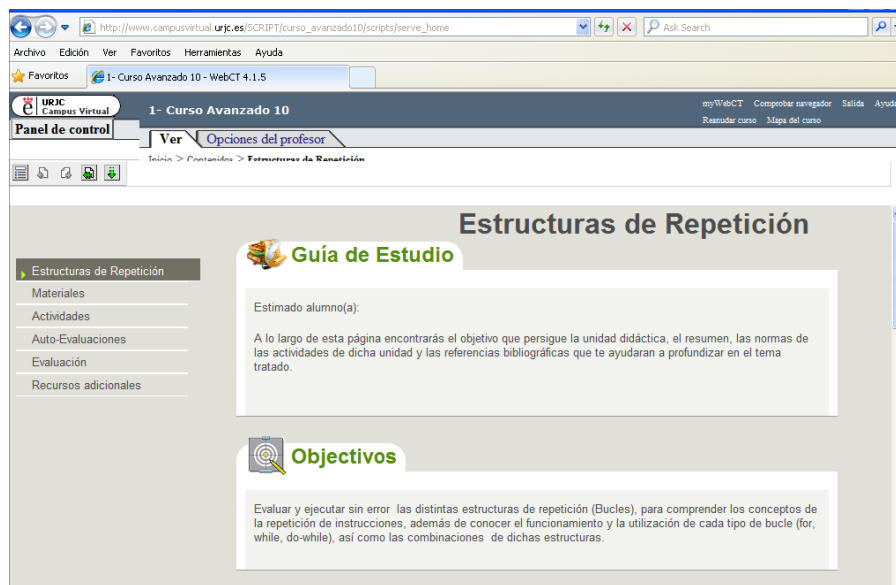 http://www.campusvirtual.urjc.es/SCRIPT/curso_avanzado10/scripts/serve_home
Ask Search
Archivo Edición Ver Favoritos Herramientas Ayuda
Favoritos 1- Curso Avanzado 10 - WebCT 4.1.5
URJC
Campus Virtual
1- Curso Avanzado 10
myWebCT Comprobar navegador Salida Ayuda
Reanudar curso Mapa del curso
Panel de control
Ver Opciones del profesor
Inicio > Contenidos > Estructuras de Repetición
Estructuras de Repetición
Estructuras de Repetición
Materiales
Actividades
Auto-Evaluaciones
Evaluación
Recursos adicionales
Guía de Estudio
Estimado alumno(a):
A lo largo de esta página encontrarás el objetivo que persigue la unidad didáctica, el resumen, las normas de
las actividades de dicha unidad y las referencias bibliográficas que te ayudaran a profundizar en el tema
tratado.
Objectivos
Evaluar y ejecutar sin error las distintas estructuras de repetición (Bucles), para comprender los conceptos de
la repetición de instrucciones, además de conocer el funcionamiento y la utilización de cada tipo de bucle (for,
while, do-while), así como las combinaciones de dichas estructuras.